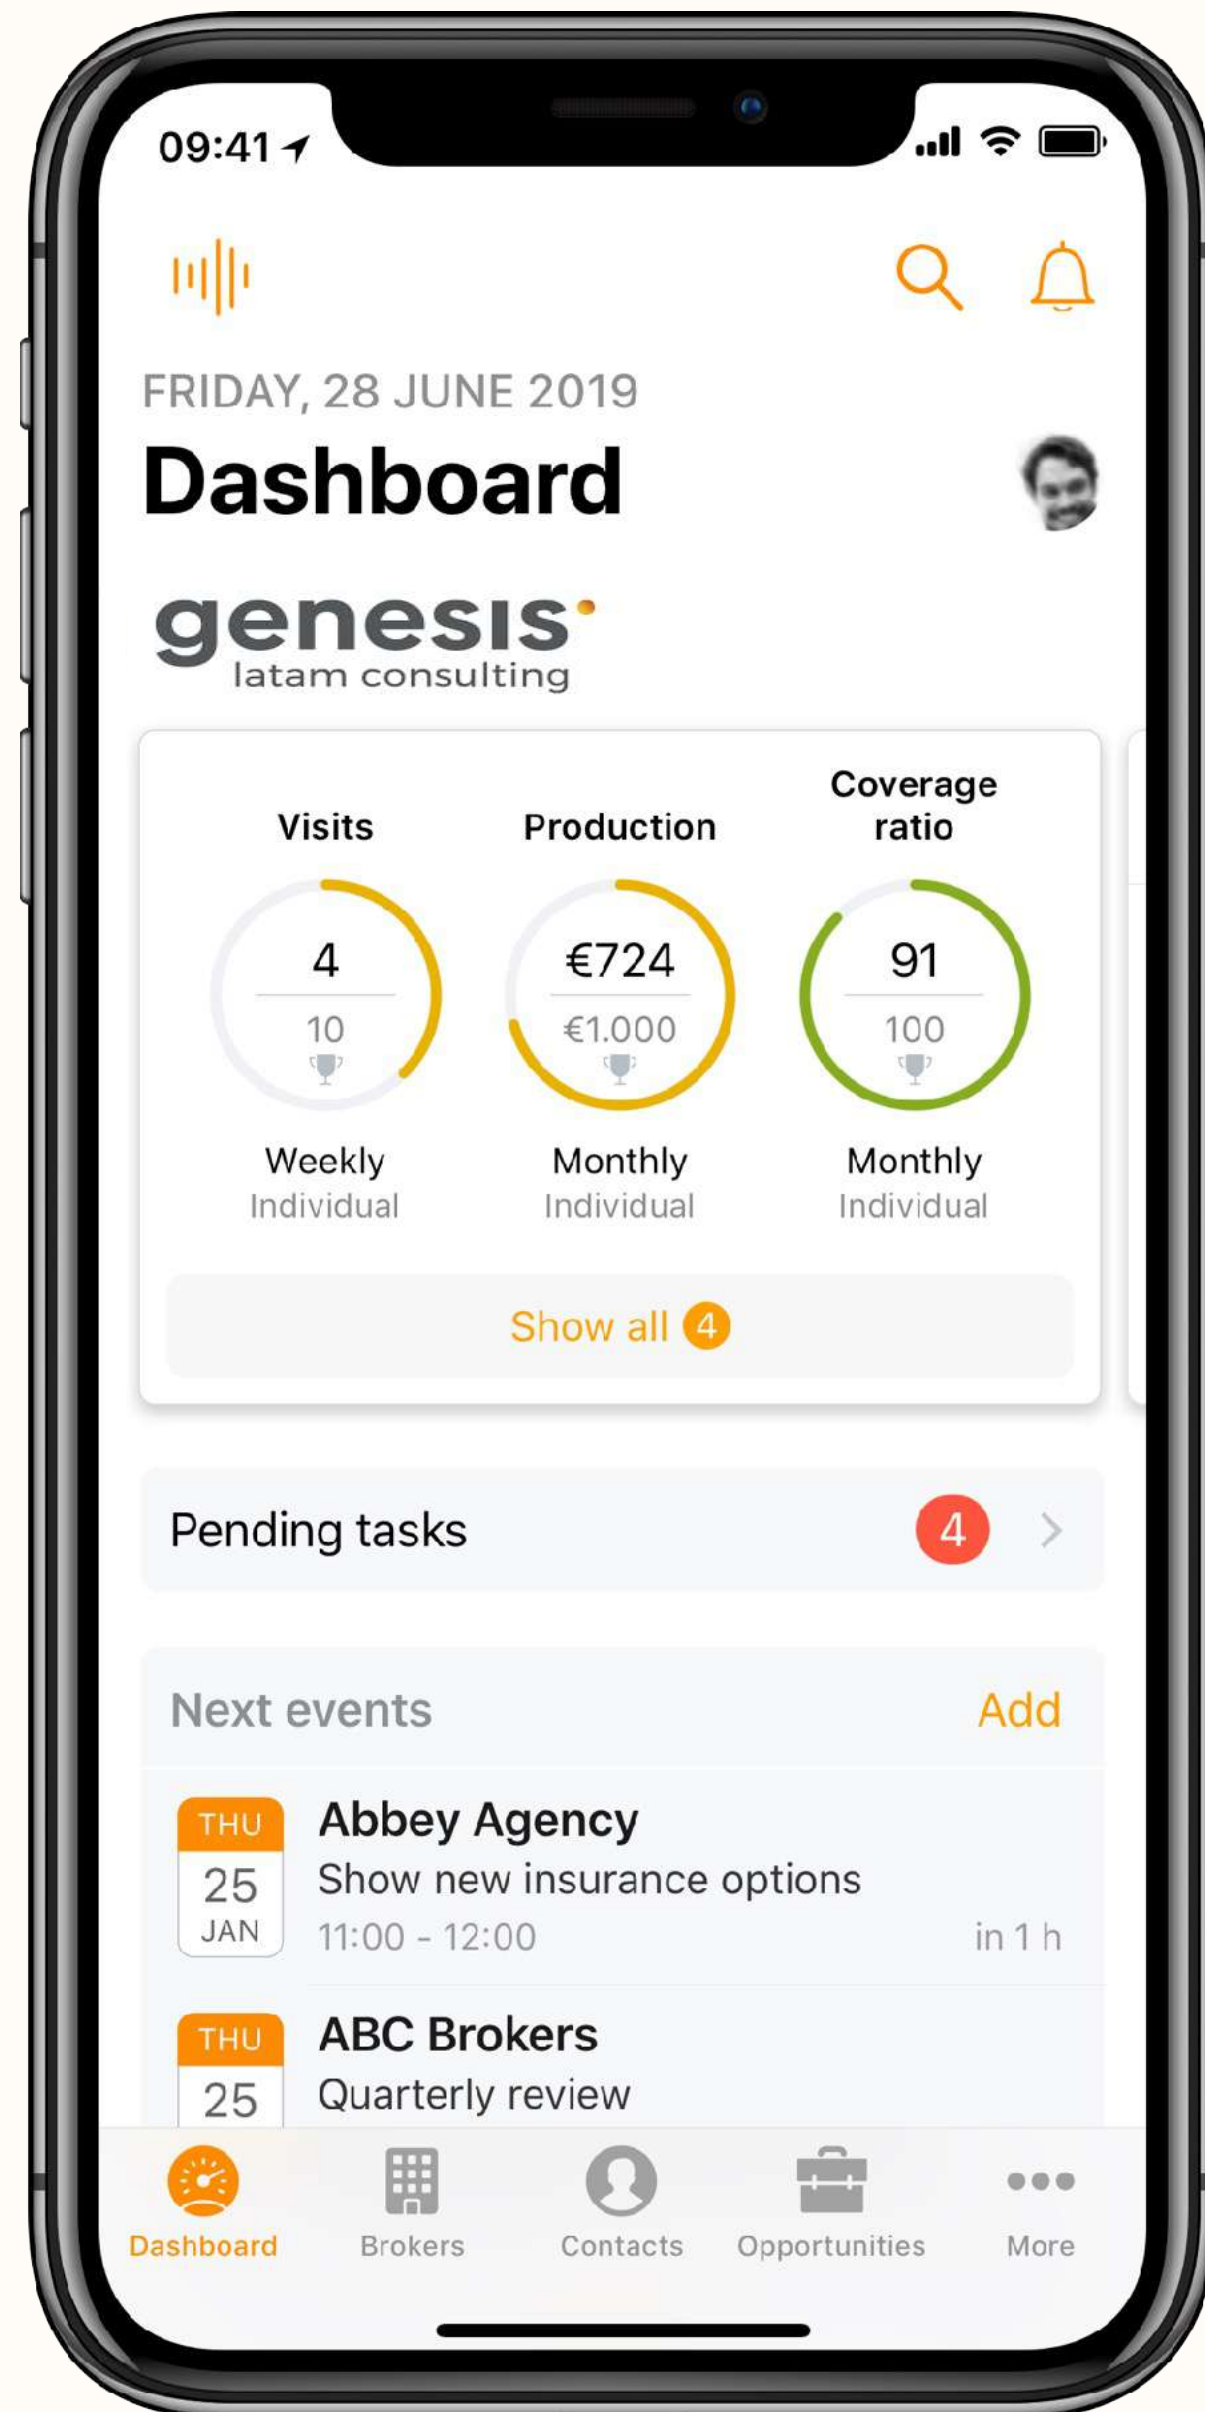 09:41
FRIDAY, 28 JUNE 2019
Dashboard
genesis
latam consulting
Visits
Production
Coverage
ratio
4
€724
91
10
€1.000
100
Weekly
Monthly
Monthly
Individual
Individual
Individual
Show all 4
Pending tasks 4
Next events Add
THU
25
JAN
Abbey Agency
Show new insurance options
11:00 - 12:00 in 1 h
THU
25
ABC Brokers
Quarterly review
Dashboard
Brokers
Contacts
Opportunities
More